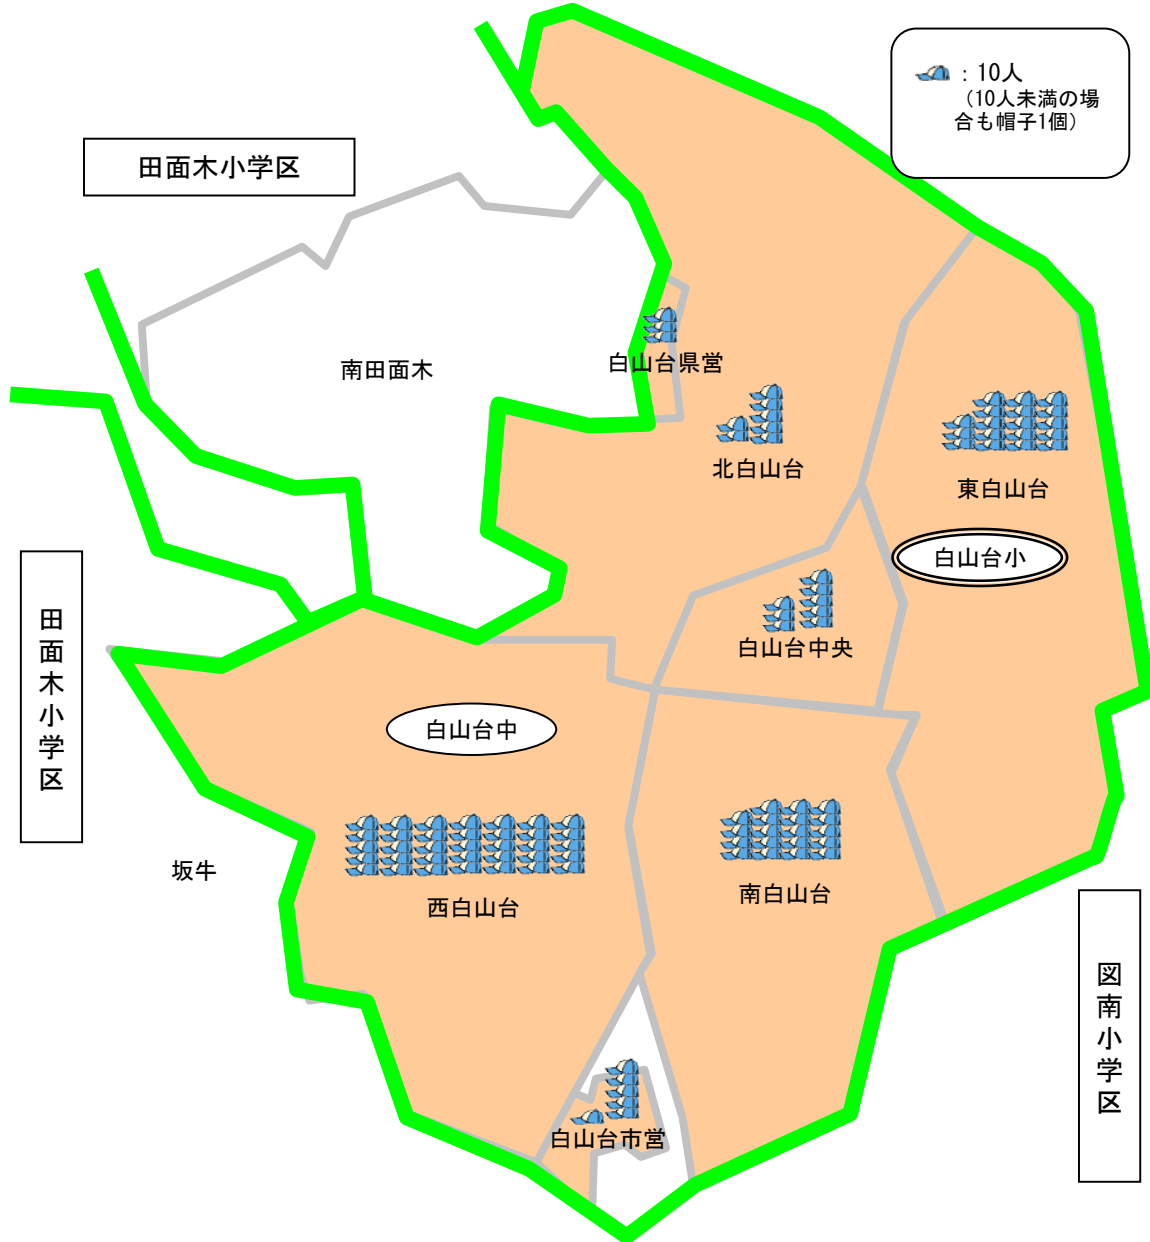 ：10人
（10人未満の場
合も帽子1個）
田面木小学区
南田面木
白山台県営
北白山台
東白山台
白山台小
白山台中央
田面木小学区
白山台中
坂牛
西白山台
南白山台
図南小学区
白山台市営